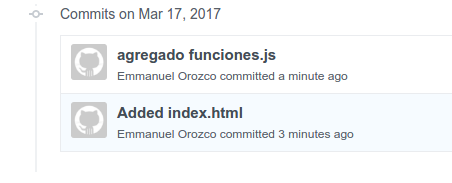 Commits on Mar 17, 2017
agregado funciones.js
Emmanuel Orozco committed a minute ago
Added index.html
Emmanuel Orozco committed 3 minutes ago